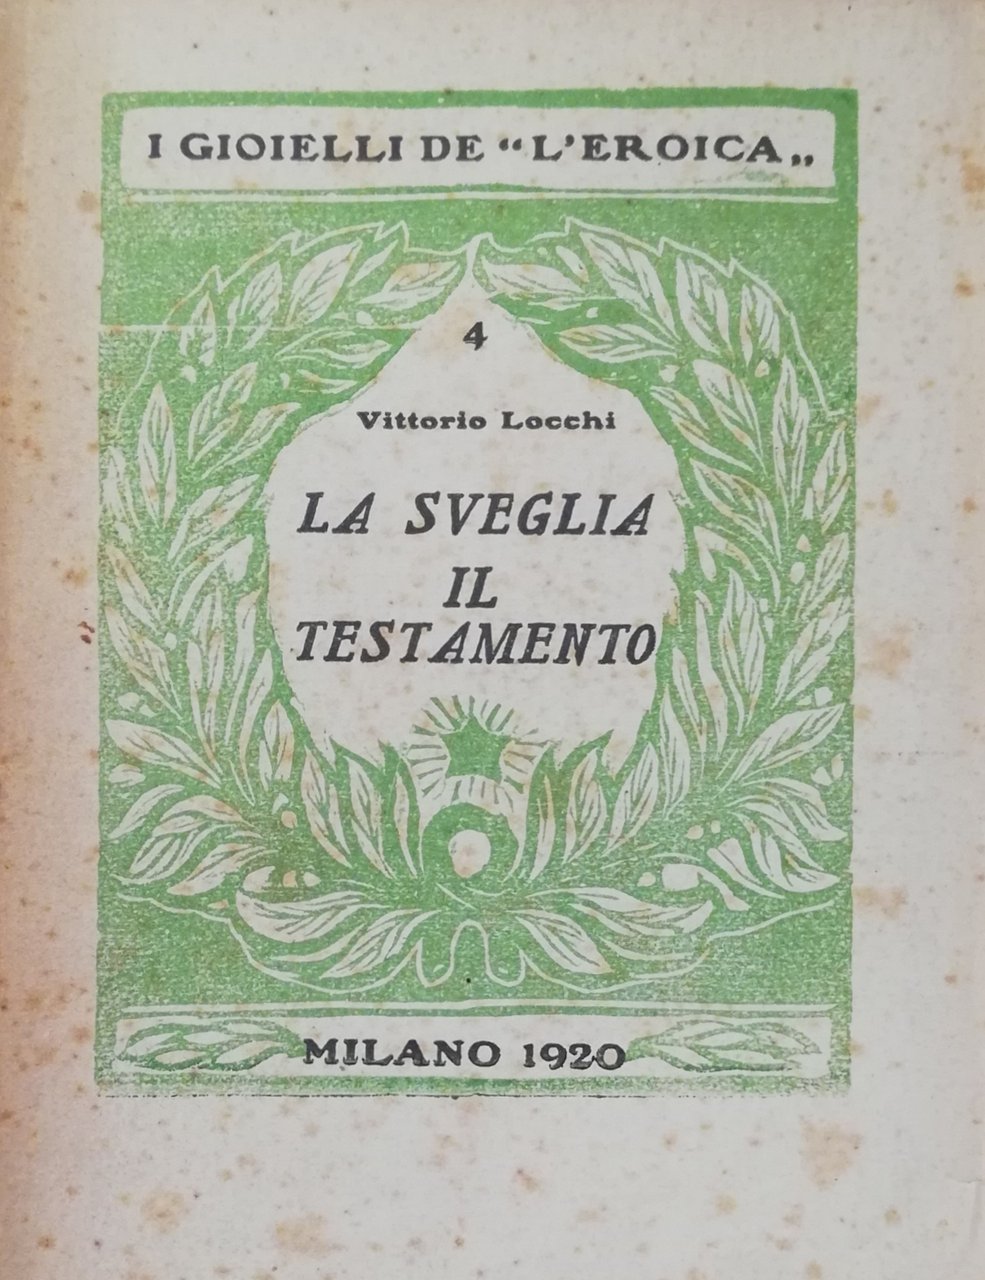 I GIOIELLI DE “L'EROICA„
4
Vittorio Locchi
LA SVEGLIA
IL
TESTAMENTO
MILANO 1920